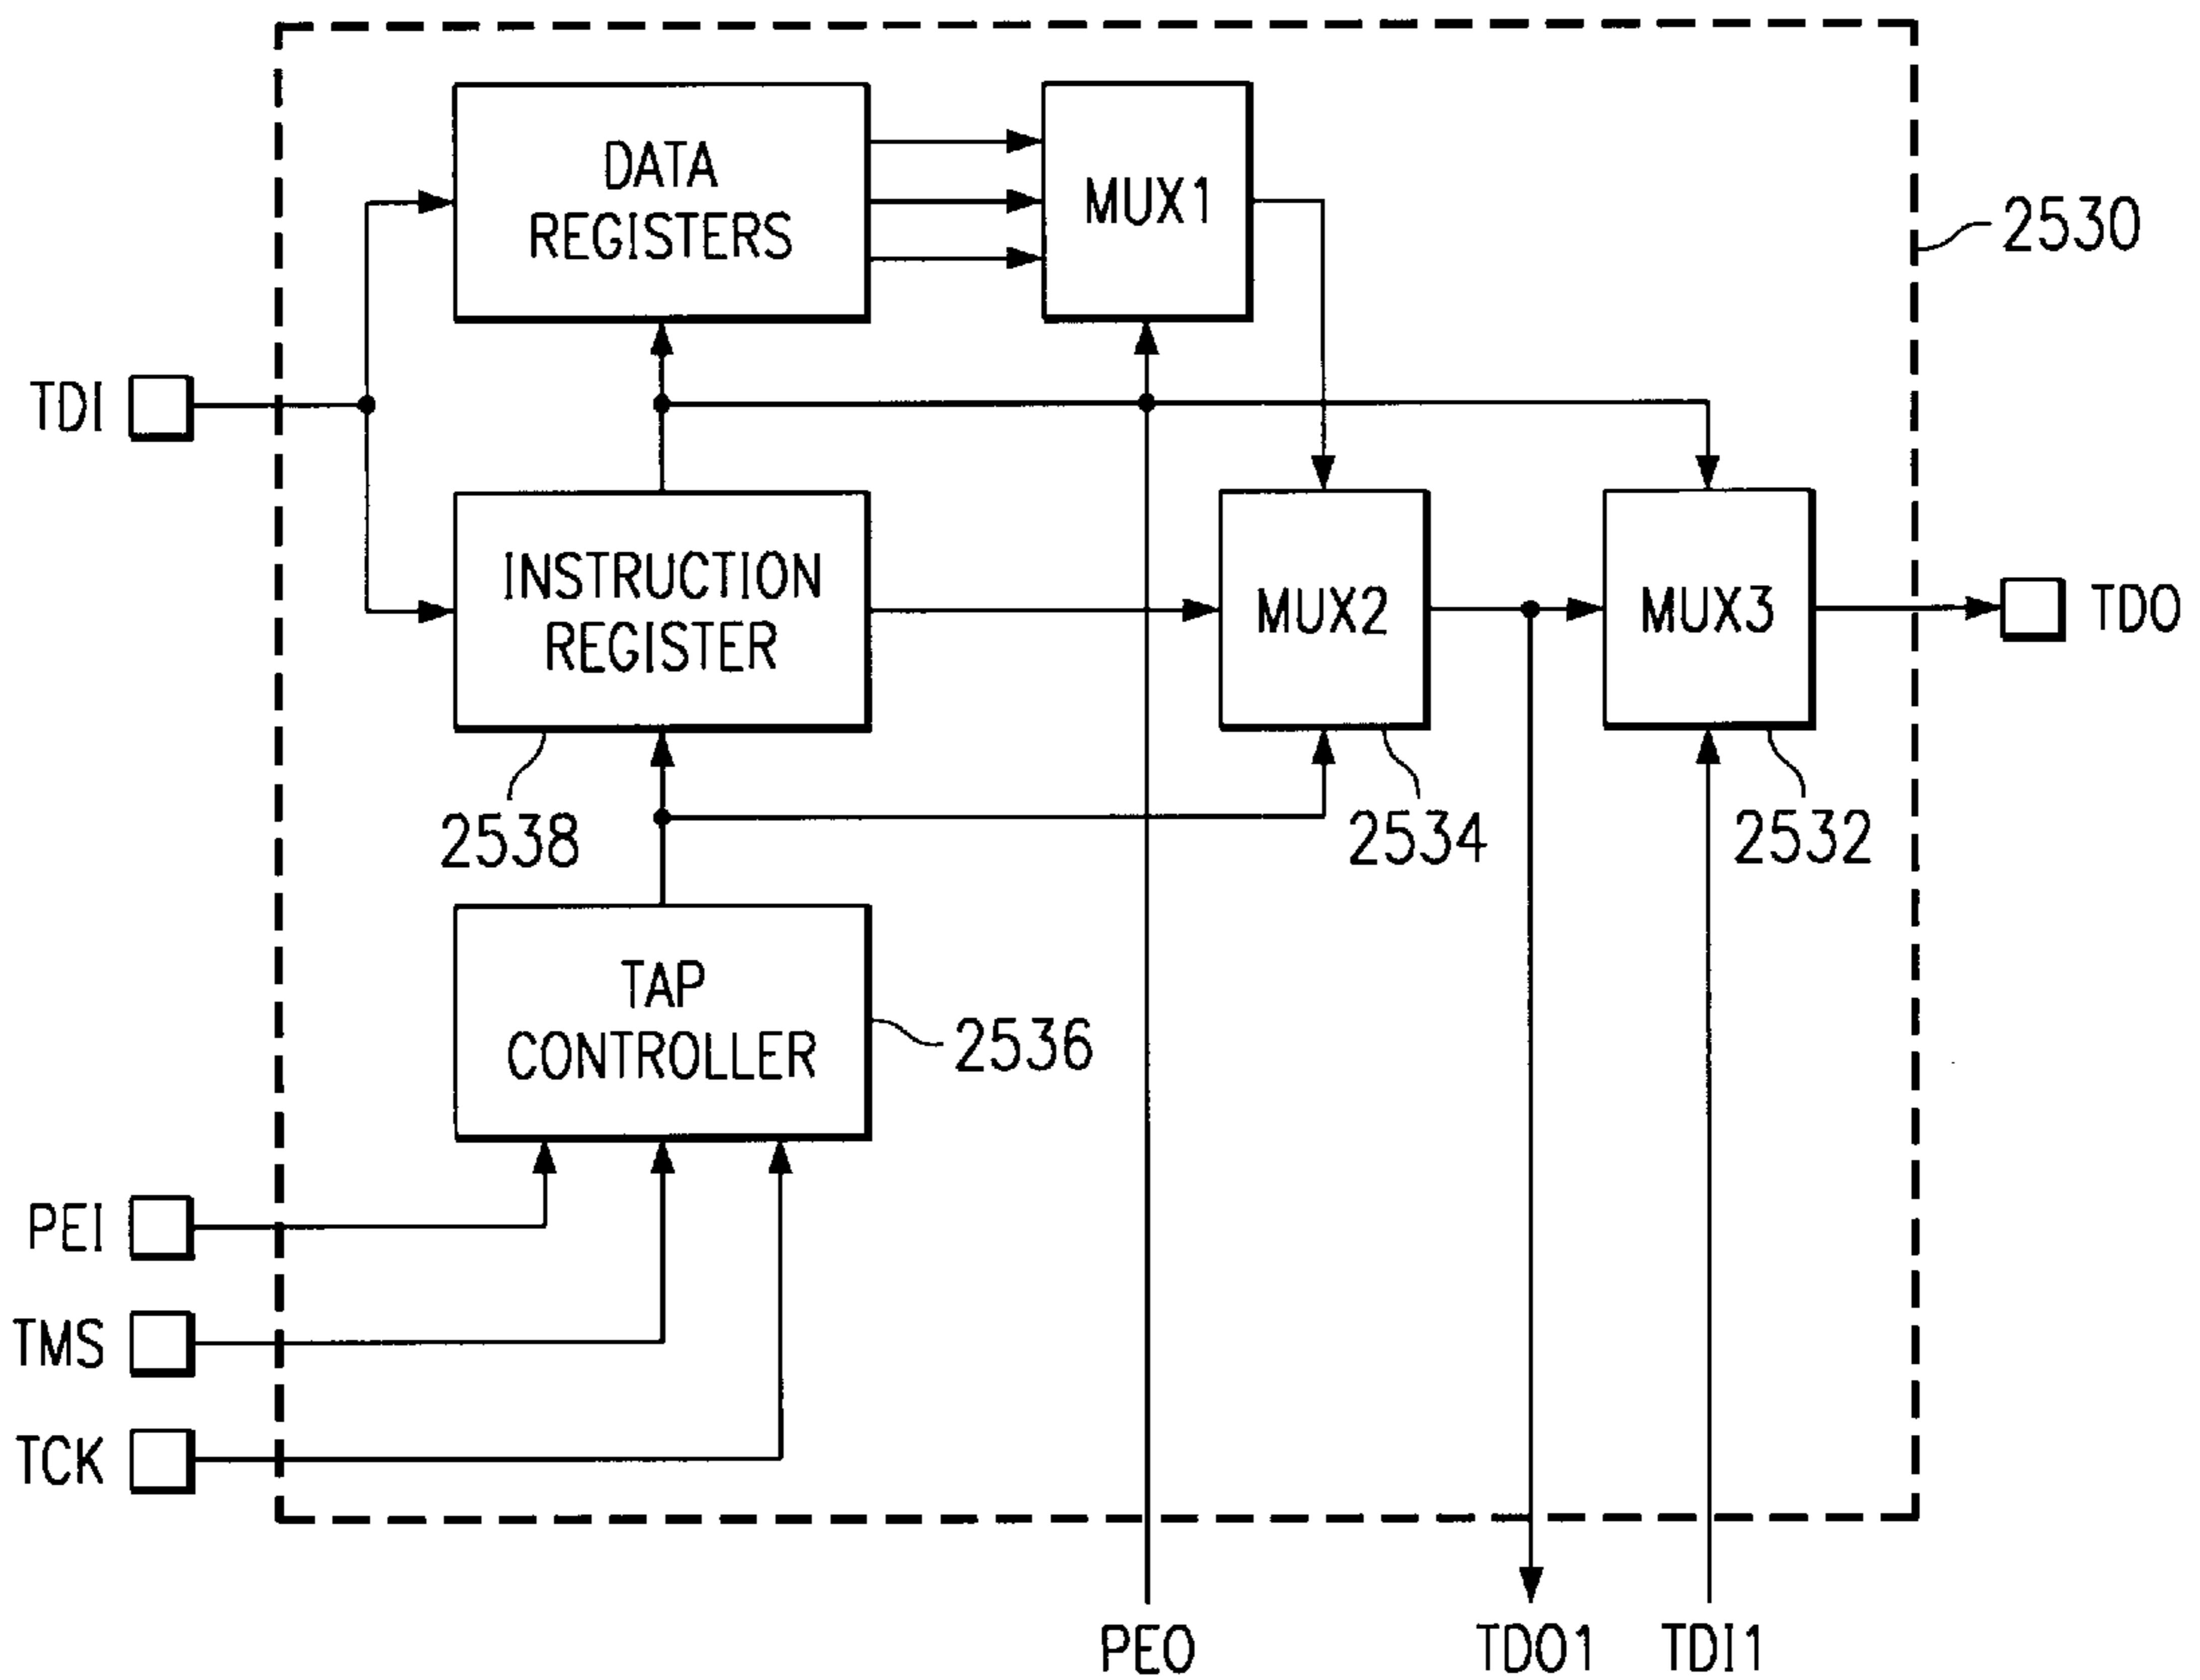 DATA
REGISTERS
MUX1
2530
TDI
INSTRUCTION
REGISTER
MUX2
MUX3
TDO
2538
2534
2532
TAP
CONTROLLER
2536
PEI
TMS
TCK
PEO
TDO1
TDI1